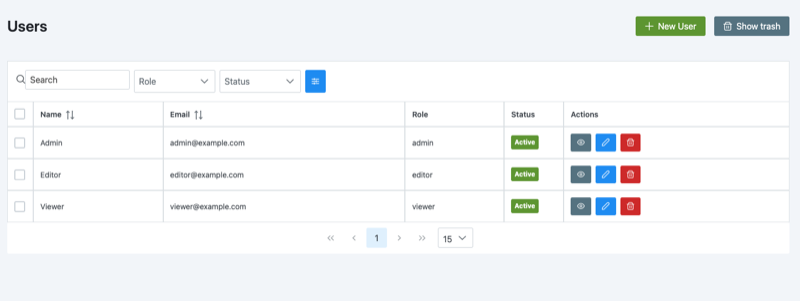 Users
New User
Show trash
Search
Role
Status
Name Email Role Status Actions
Admin admin@example.com admin Active
Editor editor@example.com editor Active
Viewer viewer@example.com viewer Active
« ‹ 1 › » 15